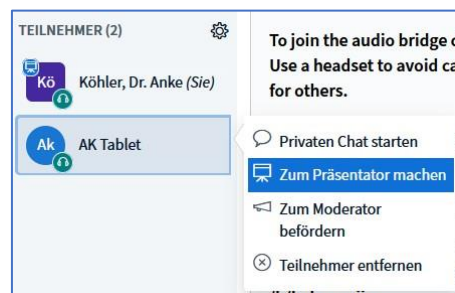 TEILNEHMER (2)
Kö
Köhler, Dr. Anke (Sie)
Ak
AK Tablet
To join the audio bridge
Use a headset to avoid ca
for others.
Privaten Chat starten
Zum Präsentator machen
Zum Moderator
befördern
Teilnehmer entfernen